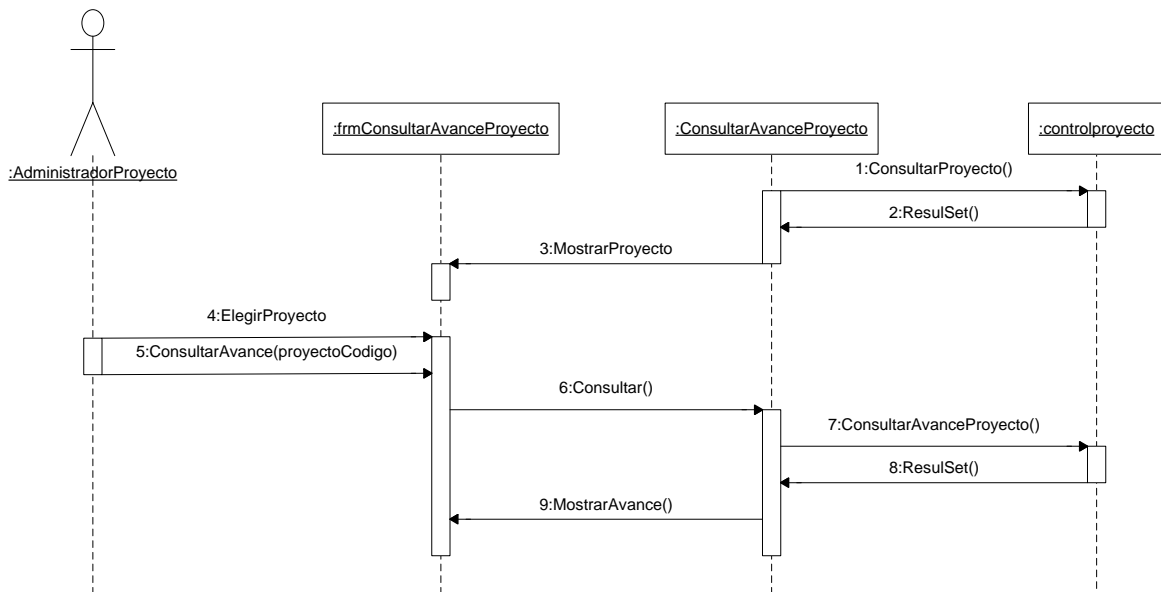 :frmConsultarAvanceProyecto
:ConsultarAvanceProyecto
:controlproyecto
:AdministradorProyecto
1:ConsultarProyecto()
2:ResulSet()
3:MostrarProyecto
4:ElegirProyecto
5:ConsultarAvance(proyectoCodigo)
6:Consultar()
7:ConsultarAvanceProyecto()
8:ResulSet()
9:MostrarAvance()